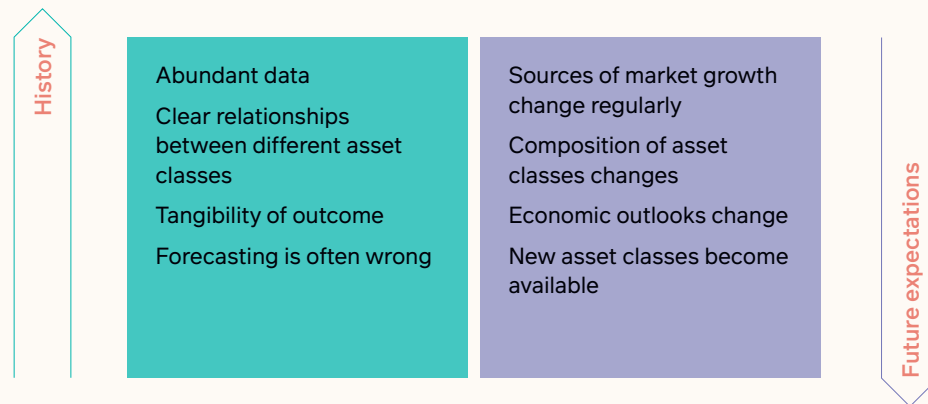 History
Abundant data
Clear relationships
between different asset
classes
Tangibility of outcome
Forecasting is often wrong
Sources of market growth
change regularly
Composition of asset
classes changes
Economic outlooks change
New asset classes become
available
Future expectations